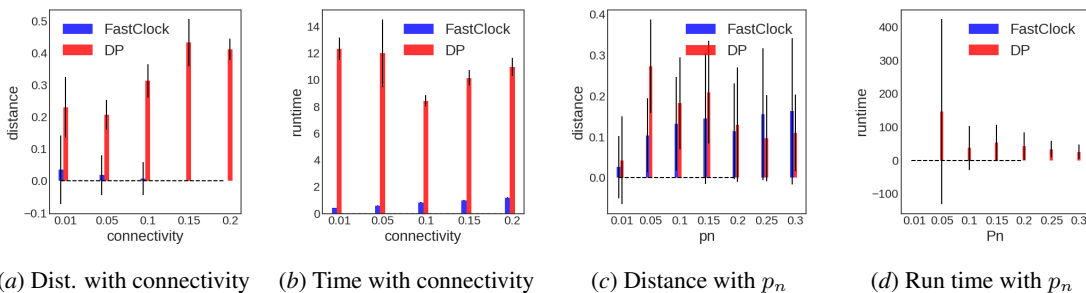 FastClock
DP
distance
0.5
0.4
0.3
0.2
0.1
0.0
−0.1
0.01 0.05 0.1 0.15 0.2
connectivity
(a) Dist. with connectivity
FastClock
DP
runtime
14
12
10
8
6
4
2
0
0.01 0.05 0.1 0.15 0.2
connectivity
(b) Time with connectivity
FastClock
DP
distance
0.4
0.3
0.2
0.1
0.0
0.01 0.05 0.1 0.15 0.2 0.25 0.3
pn
(c) Distance with pₙ
FastClock
DP
runtime
400
300
200
100
0
−100
0.01 0.05 0.1 0.15 0.2 0.25 0.3
Pn
(d) Run time with pₙ